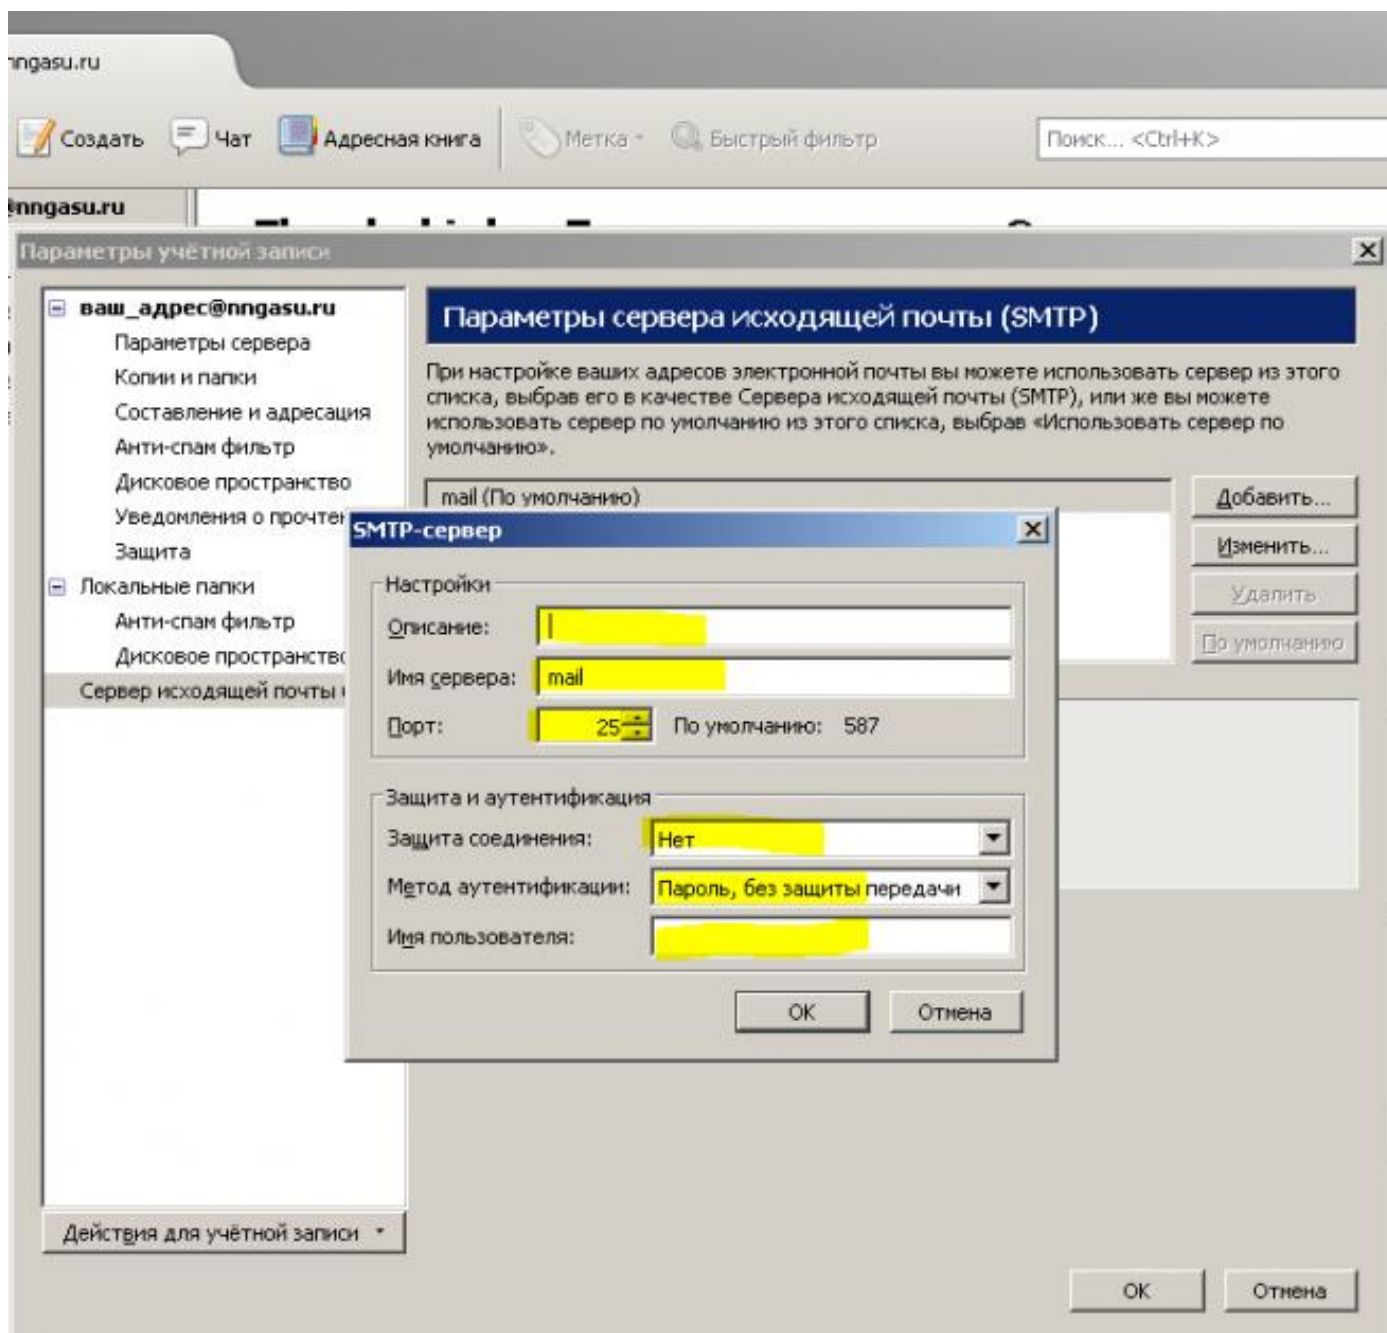 nngasu.ru
Создать
Чат
Адресная книга
Метка
Быстрый фильтр
Поиск... <Ctrl+K>
@nngasu.ru
Параметры учётной записи
ваш_адрес@nngasu.ru
Параметры сервера
Копии и папки
Составление и адресация
Анти-спам фильтр
Дисковое пространство
Уведомления о прочтен
Защита
Локальные папки
Анти-спам фильтр
Дисковое пространство
Сервер исходящей почты
Действия для учётной записи
Параметры сервера исходящей почты (SMTP)
При настройке ваших адресов электронной почты вы можете использовать сервер из этого
списка, выбрав его в качестве Сервера исходящей почты (SMTP), или же вы можете
использовать сервер по умолчанию из этого списка, выбрав «Использовать сервер по
умолчанию».
mail (По умолчанию)
Добавить...
Изменить...
Удалить
По умолчанию
SMTP-сервер
Настройки
Описание:
Имя сервера: mail
Порт: 25 По умолчанию: 587
Защита и аутентификация
Защита соединения: Нет
Метод аутентификации: Пароль, без защиты передачи
Имя пользователя:
OK Отмена
OK Отмена